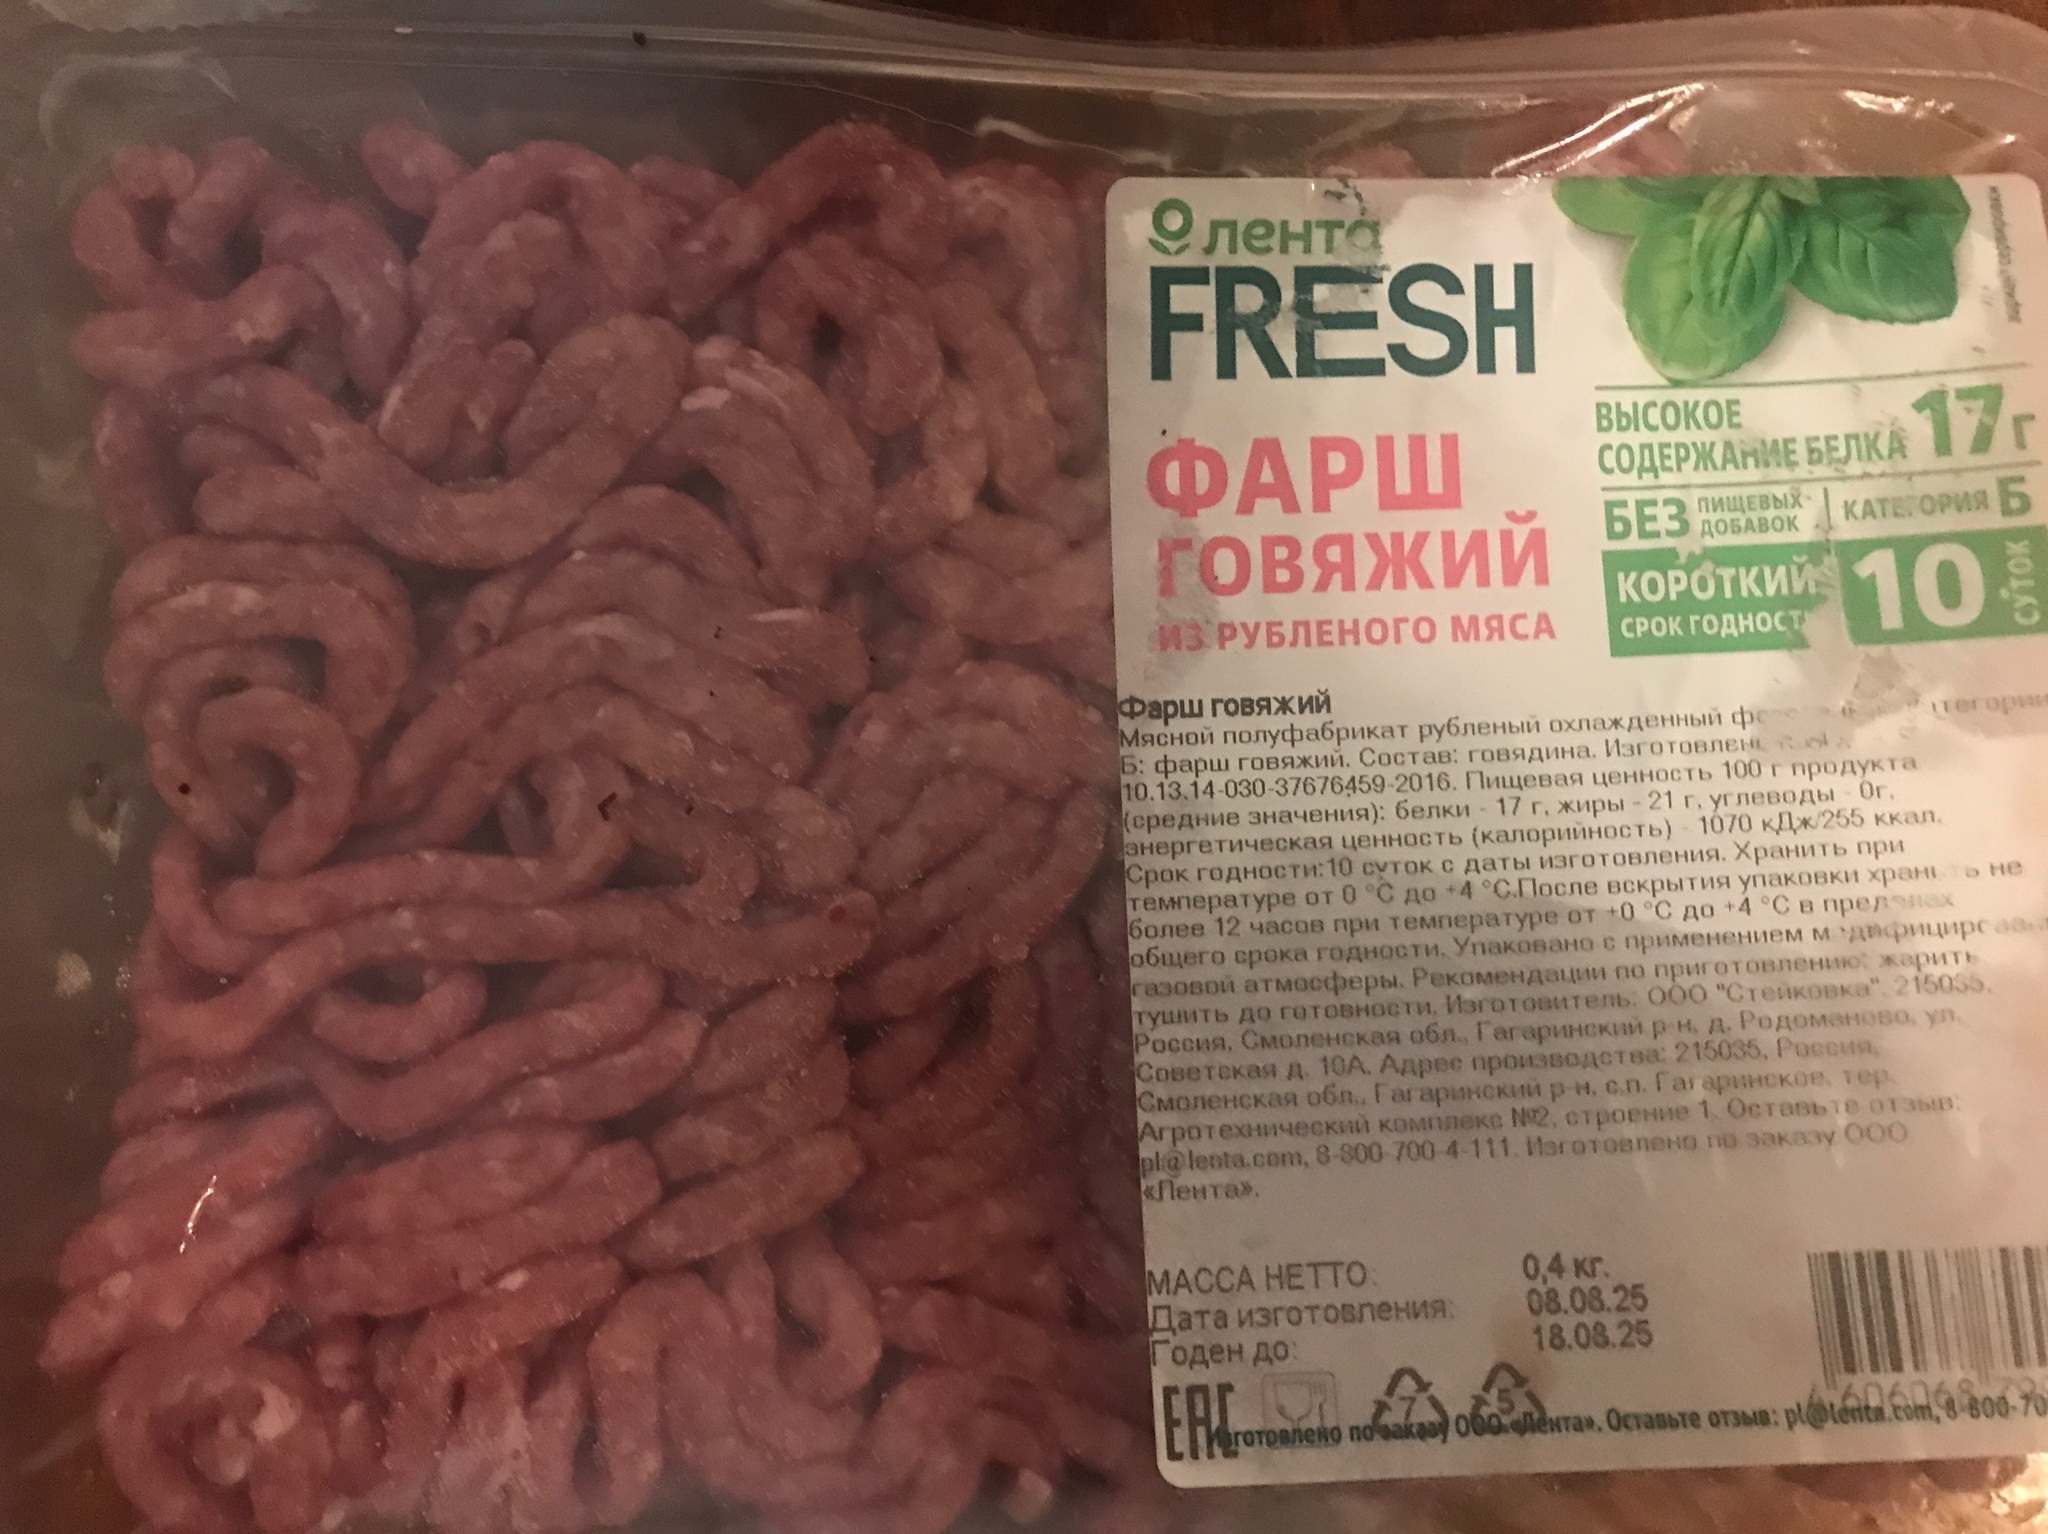 лента
FRESH
ВЫСОКОЕ
СОДЕРЖАНИЕ БЕЛКА 17г
БЕЗ ПИЩЕВЫХ ДОБАВОК
КАТЕГОРИЯ Б
КОРОТКИЙ
СРОК ГОДНОСТ
10 СУТОК
ФАРШ
ГОВЯЖИЙ
ИЗ РУБЛЕНОГО МЯСА
Фарш говяжий
Мясной полуфабрикат рубленый охлажденный
Б: фарш говяжий. Состав: говядина.
10.13.14-030-37676459-2016. Пищевая ценность 100 г продукта
(средние значения): белки - 17 г, жиры - 21 г, углеводы - 0г,
энергетическая ценность (калорийность) - 1070 кДж/255 ккал.
Срок годности:10 суток с даты изготовления. Хранить при
температуре от 0 °С до +4 °С.После вскрытия упаковки хранить не
более 12 часов при температуре от +0 °С до +4 °С в пределах
общего срока годности. Упаковано с применением
газовой атмосферы. Рекомендации по приготовлению: жарить
тушить до готовности. Изготовитель: ООО "Стейковка". 215035,
Россия, Смоленская обл., Гагаринский р-н, д. Родоманово, ул.
Советская д. 10А. Адрес производства: 215035, Россия,
Смоленская обл., Гагаринский р-н, с.п. Гагаринское, тер.
Агротехнический комплекс №2, строение 1. Оставьте отзыв:
pl@lenta.com, 8-800-700-4-111. Изготовлено по заказу ООО
«Лента».
МАССА НЕТТО: 0,4 кг.
Дата изготовления: 08.08.25
Годен до: 18.08.25
EAC
7 5
Изготовлено по заказу ООО «Лента». Оставьте отзыв: pl@lenta.com, 8-800-70